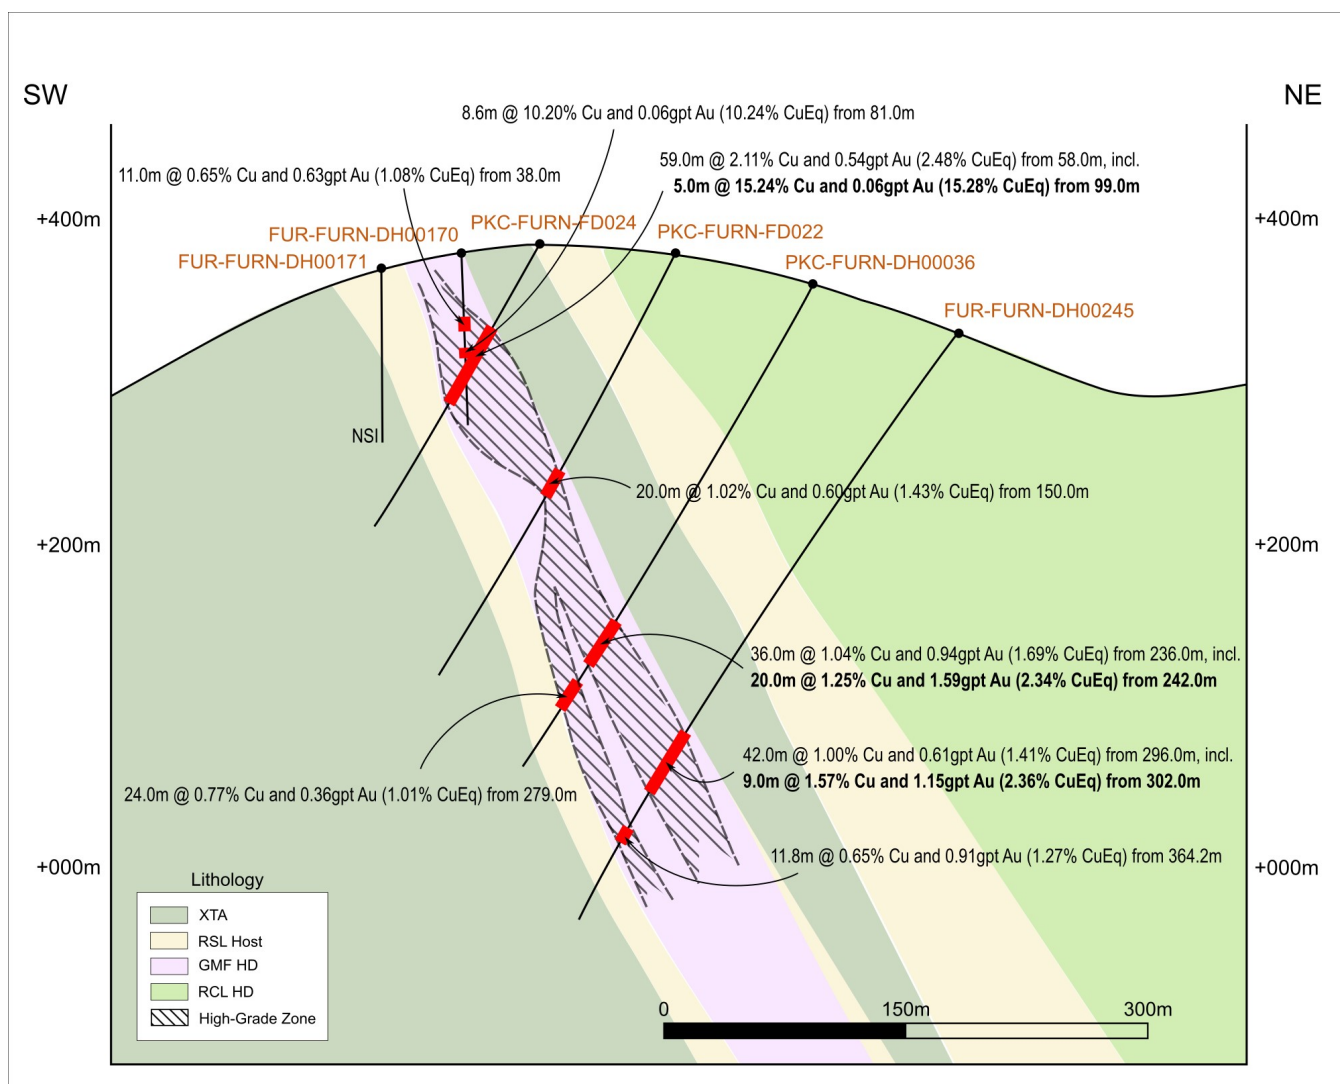 SW
NE
8.6m @ 10.20% Cu and 0.06gpt Au (10.24% CuEq) from 81.0m
59.0m @ 2.11% Cu and 0.54gpt Au (2.48% CuEq) from 58.0m, incl.
5.0m @ 15.24% Cu and 0.06gpt Au (15.28% CuEq) from 99.0m
11.0m @ 0.65% Cu and 0.63gpt Au (1.08% CuEq) from 38.0m
+400m
+400m
PKC-FURN-FD024
FUR-FURN-DH00170
PKC-FURN-FD022
FUR-FURN-DH00171
PKC-FURN-DH00036
FUR-FURN-DH00245
NSI
20.0m @ 1.02% Cu and 0.60gpt Au (1.43% CuEq) from 150.0m
+200m
+200m
36.0m @ 1.04% Cu and 0.94gpt Au (1.69% CuEq) from 236.0m, incl.
20.0m @ 1.25% Cu and 1.59gpt Au (2.34% CuEq) from 242.0m
42.0m @ 1.00% Cu and 0.61gpt Au (1.41% CuEq) from 296.0m, incl.
9.0m @ 1.57% Cu and 1.15gpt Au (2.36% CuEq) from 302.0m
24.0m @ 0.77% Cu and 0.36gpt Au (1.01% CuEq) from 279.0m
11.8m @ 0.65% Cu and 0.91gpt Au (1.27% CuEq) from 364.2m
+000m
+000m
Lithology
XTA
RSL Host
GMF HD
RCL HD
High-Grade Zone
0
150m
300m